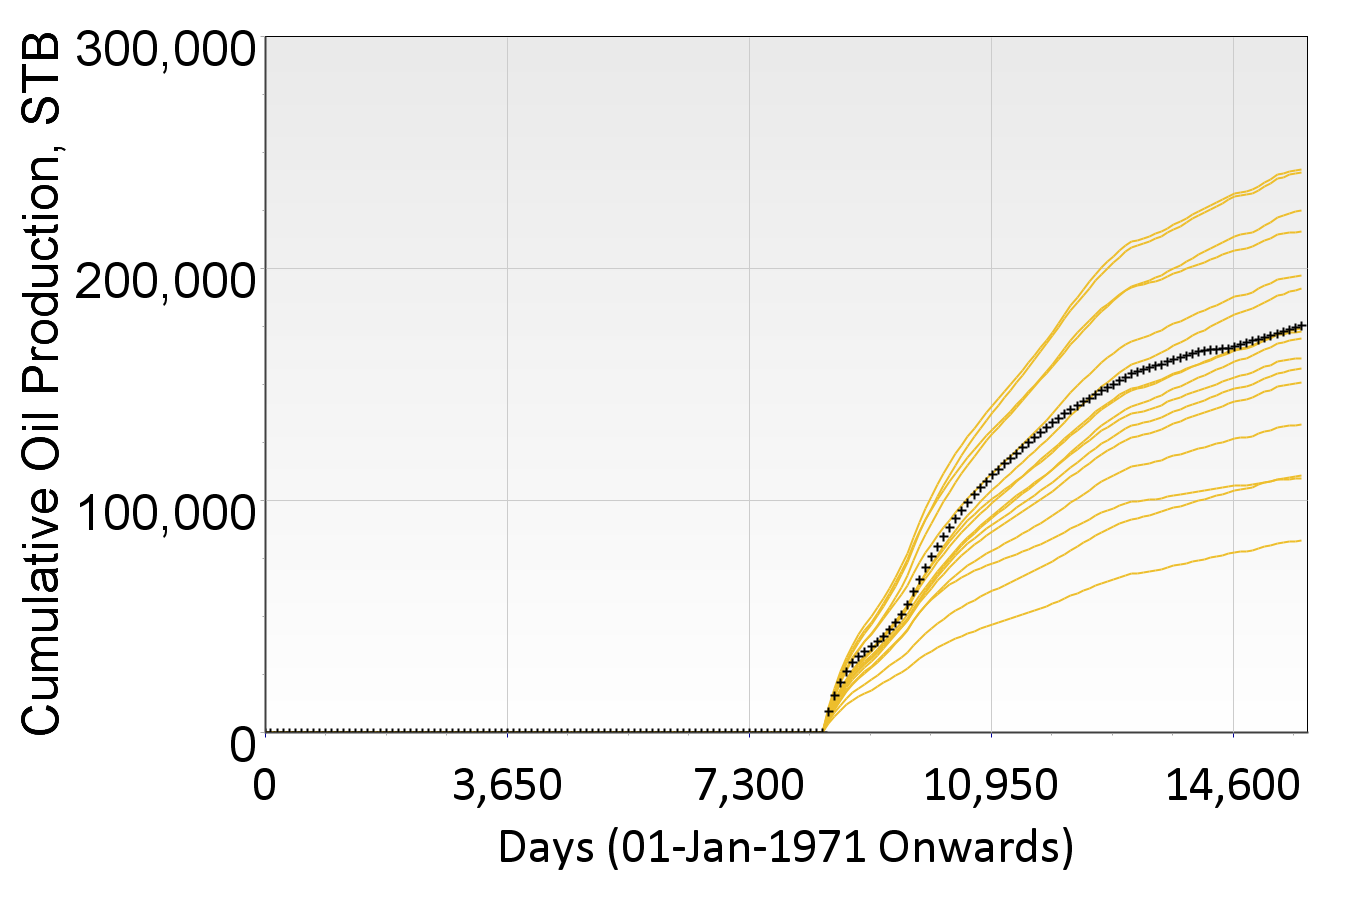 Cumulative Oil Production, STB
300,000
200,000
100,000
0
0 3,650 7,300 10,950 14,600
Days (01-Jan-1971 Onwards)